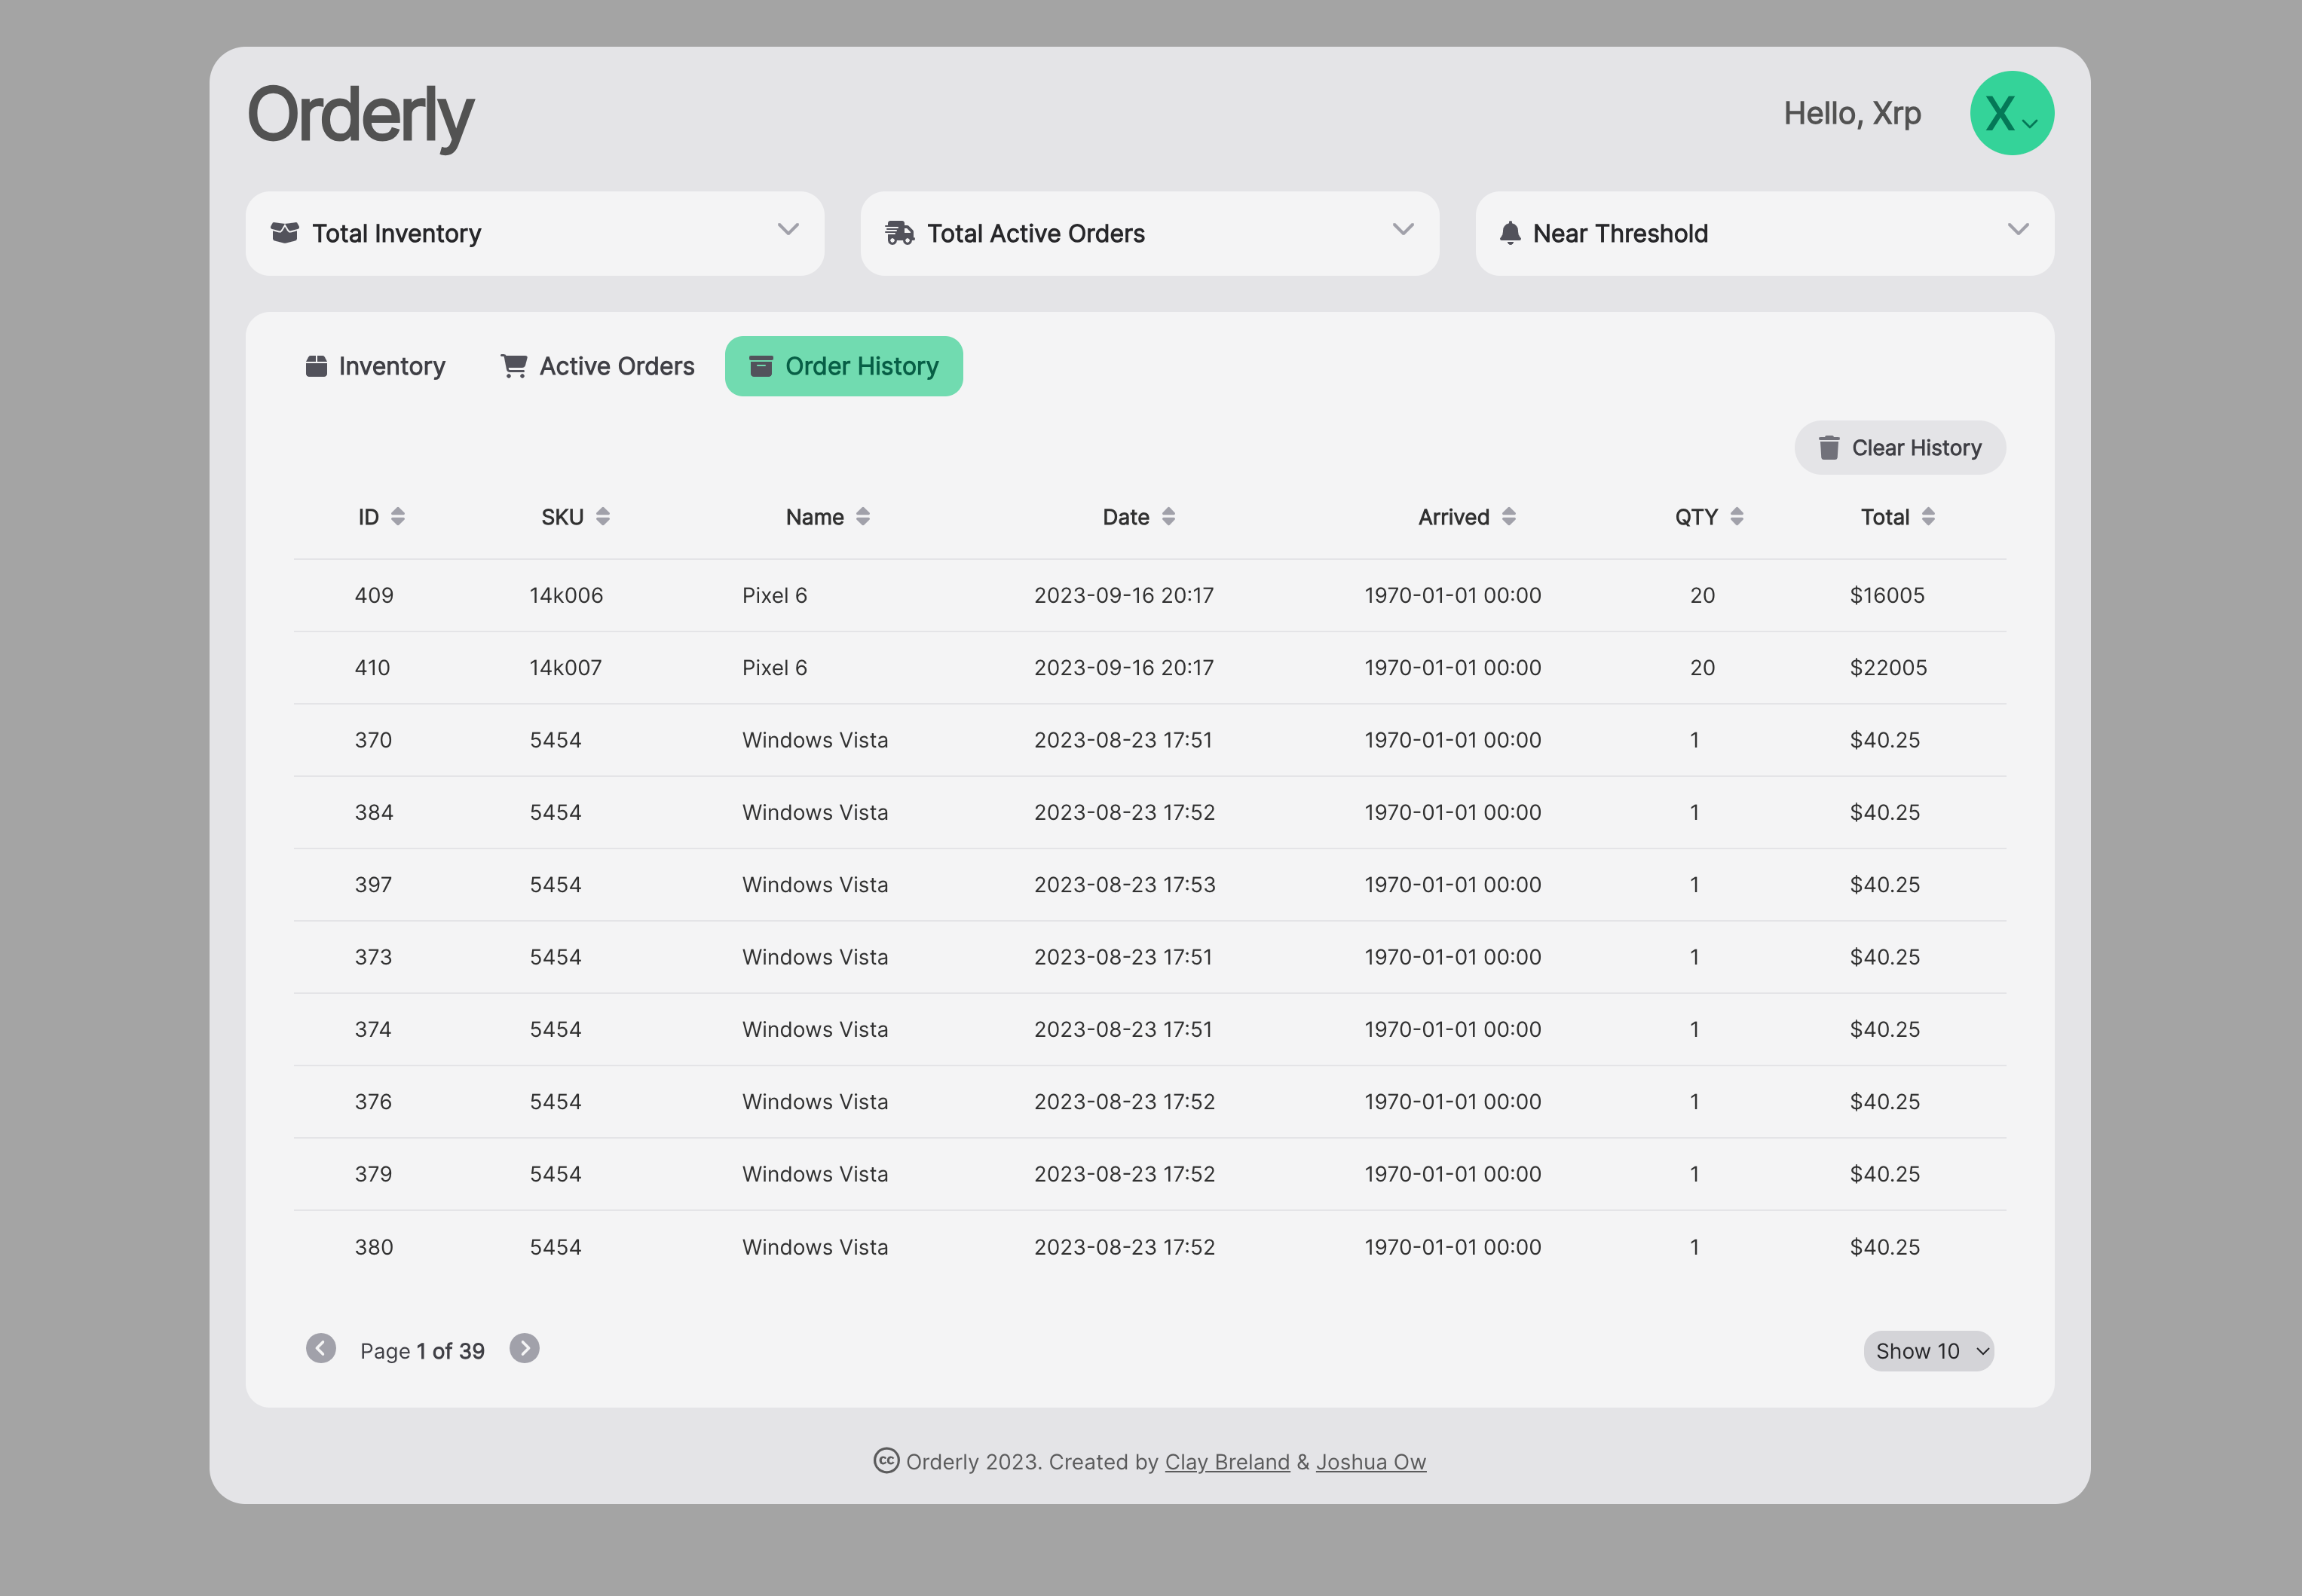 Orderly
Hello, Xrp
X
Total Inventory
Total Active Orders
Near Threshold
Inventory Active Orders Order History
Clear History
ID SKU Name Date Arrived QTY Total
409 14k006 Pixel 6 2023-09-16 20:17 1970-01-01 00:00 20 $16005
410 14k007 Pixel 6 2023-09-16 20:17 1970-01-01 00:00 20 $22005
370 5454 Windows Vista 2023-08-23 17:51 1970-01-01 00:00 1 $40.25
384 5454 Windows Vista 2023-08-23 17:52 1970-01-01 00:00 1 $40.25
397 5454 Windows Vista 2023-08-23 17:53 1970-01-01 00:00 1 $40.25
373 5454 Windows Vista 2023-08-23 17:51 1970-01-01 00:00 1 $40.25
374 5454 Windows Vista 2023-08-23 17:51 1970-01-01 00:00 1 $40.25
376 5454 Windows Vista 2023-08-23 17:52 1970-01-01 00:00 1 $40.25
379 5454 Windows Vista 2023-08-23 17:52 1970-01-01 00:00 1 $40.25
380 5454 Windows Vista 2023-08-23 17:52 1970-01-01 00:00 1 $40.25
Page 1 of 39
Show 10
cc Orderly 2023. Created by Clay Breland & Joshua Ow